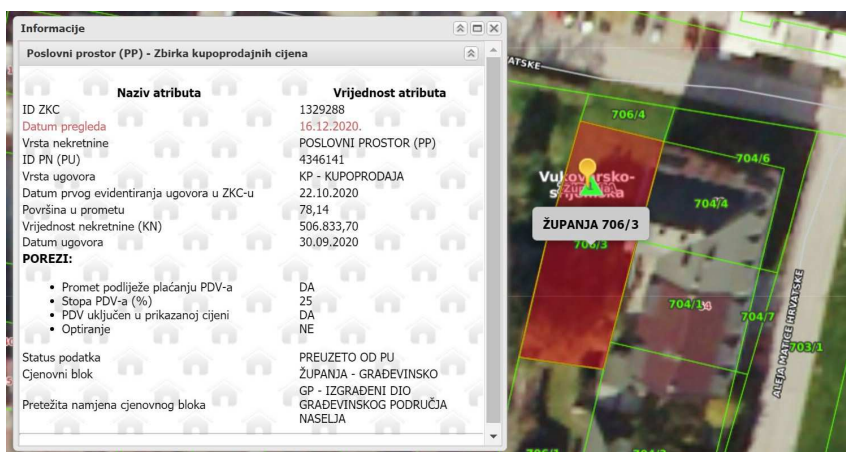 Informacije
Poslovni prostor (PP) - Zbirka kupoprodajnih cijena
Naziv atributa Vrijednost atributa
ID ZKC 1329288
Datum pregleda 16.12.2020.
Vrsta nekretnine POSLOVNI PROSTOR (PP)
ID PN (PU) 4346141
Vrsta ugovora KP - KUPOPRODAJA
Datum prvog evidentiranja ugovora u ZKC-u 22.10.2020
Površina u prometu 78,14
Vrijednost nekretnine (KN) 506.833,70
Datum ugovora 30.09.2020
POREZI:
• Promet podliježe plaćanju PDV-a DA
• Stopa PDV-a (%) 25
• PDV uključen u prikazanoj cijeni DA
• Optiranje NE
Status podatka PREUZETO OD PU
Cjenovni blok ŽUPANJA - GRAĐEVINSKO
Pretežita namjena cjenovnog bloka GP - IZGRAĐENI DIO
GRAĐEVINSKOG PODRUČJA
NASELJA
706/4
704/6
704/4
ŽUPANJA 706/3
706/3
704/7
703/1
ALEJA MATICE HRVATSKE